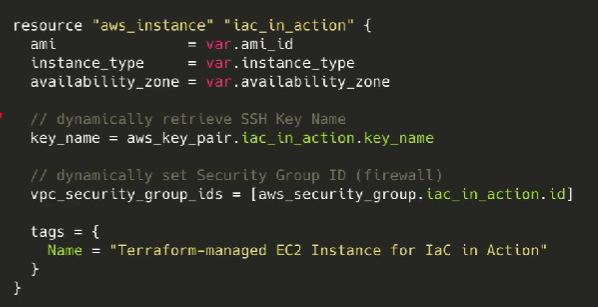 resource "aws_instance" "iac_in_action" {
  ami               = var.ami_id
  instance_type     = var.instance_type
  availability_zone = var.availability_zone

  // dynamically retrieve SSH Key Name
  key_name = aws_key_pair.iac_in_action.key_name

  // dynamically set Security Group ID (firewall)
  vpc_security_group_ids = [aws_security_group.iac_in_action.id]

  tags = {
    Name = "Terraform-managed EC2 Instance for IaC in Action"
  }
}